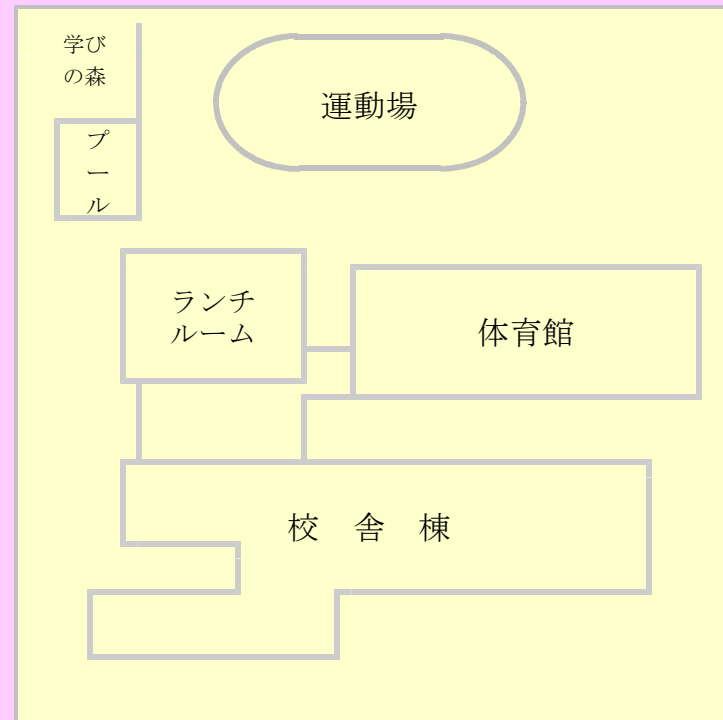 学び
の森
運動場
プール
ランチ
ルーム
体育館
校　舎　棟